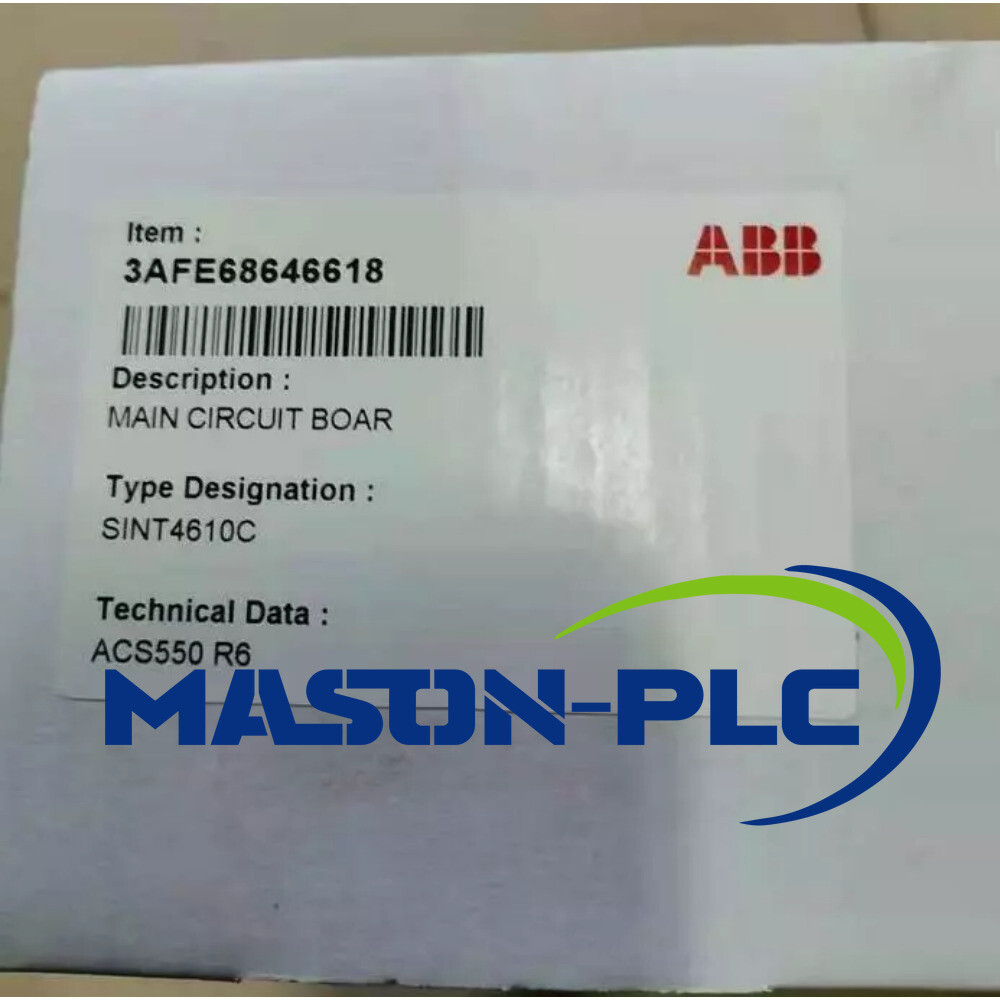 Item :
3AFE68646618
ABB
Description :
MAIN CIRCUIT BOAR
Type Designation :
SINT4610C
Technical Data :
ACS550 R6
MASON-PLC